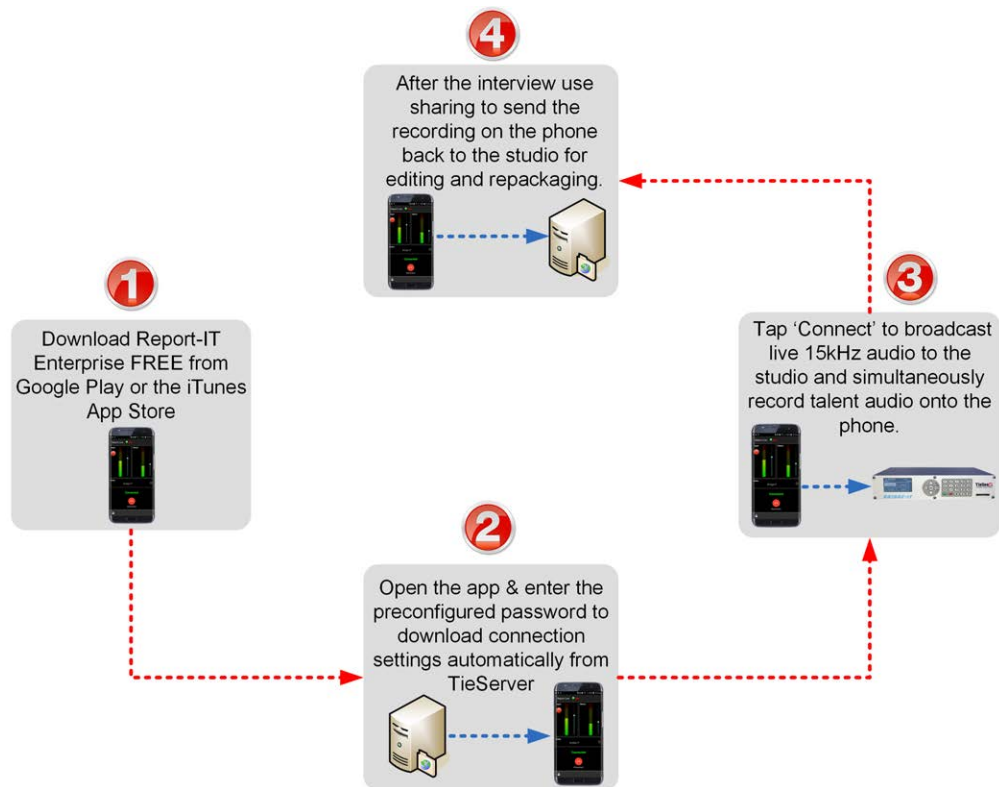 1
Download Report-IT
Enterprise FREE from
Google Play or the iTunes
App Store
2
Open the app & enter the
preconfigured password to
download connection
settings automatically from
TieServer
3
Tap ‘Connect’ to broadcast
live 15kHz audio to the
studio and simultaneously
record talent audio onto the
phone.
4
After the interview use
sharing to send the
recording on the phone
back to the studio for
editing and repackaging.